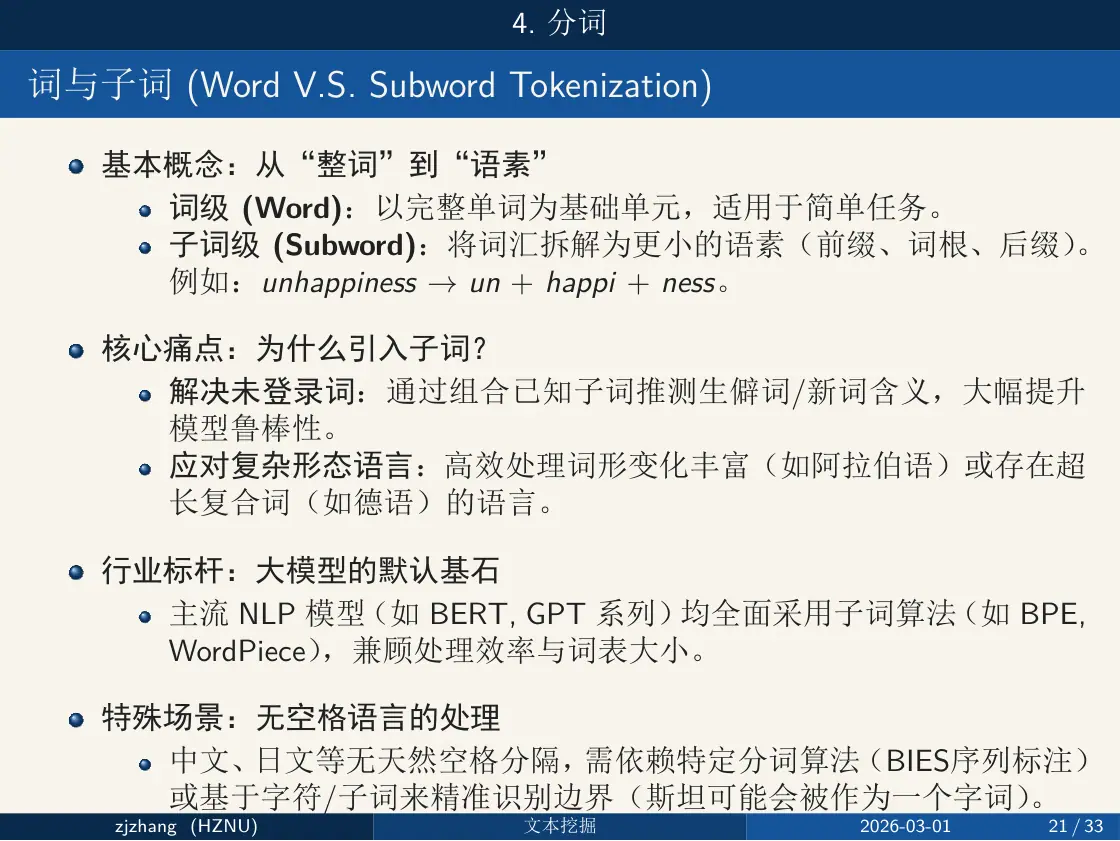 4. 分词
词与子词 (Word V.S. Subword Tokenization)
基本概念：从“整词”到“语素”
词级 (Word)：以完整单词为基础单元，适用于简单任务。
子词级 (Subword)：将词汇拆解为更小的语素（前缀、词根、后缀）。
例如：unhappiness → un + happi + ness。
核心痛点：为什么引入子词？
解决未登录词：通过组合已知子词推测生僻词/新词含义，大幅提升
模型鲁棒性。
应对复杂形态语言：高效处理词形变化丰富（如阿拉伯语）或存在超
长复合词（如德语）的语言。
行业标杆：大模型的默认基石
主流 NLP 模型（如 BERT, GPT 系列）均全面采用子词算法（如 BPE,
WordPiece），兼顾处理效率与词表大小。
特殊场景：无空格语言的处理
中文、日文等无天然空格分隔，需依赖特定分词算法（BIES序列标注）
或基于字符/子词来精准识别边界（斯坦可能会被作为一个字词）。
zjzhang (HZNU) 文本挖掘 2026-03-01 21 / 33